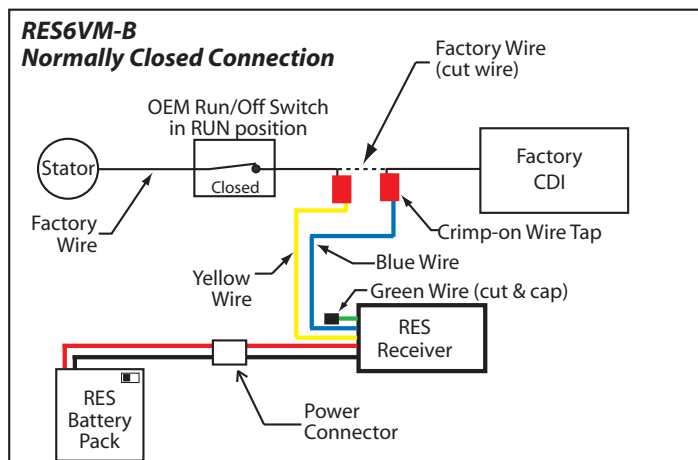 RES6VM-B
Normally Closed Connection
Factory Wire
(cut wire)
OEM Run/Off Switch
in RUN position
Stator
Closed
Factory
CDI
Factory
Wire
Crimp-on Wire Tap
Yellow
Wire
Blue Wire
Green Wire (cut & cap)
RES
Receiver
RES
Battery
Pack
Power
Connector